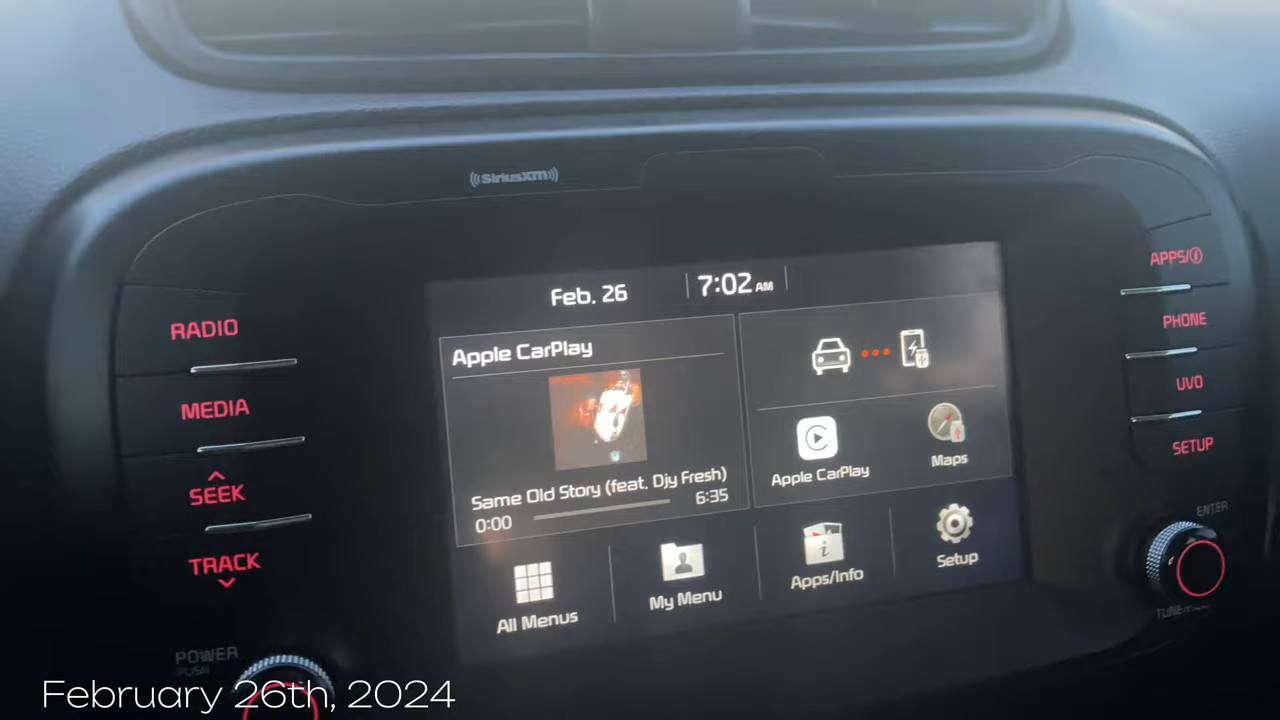 SiriusXM
Feb. 26
7:02 AM
Apple CarPlay
Same Old Story (feat. Djy Fresh)
0:00
6:35
Apple CarPlay
Maps
All Menus
My Menu
Apps/Info
Setup
RADIO
MEDIA
SEEK
TRACK
POWER
PUSH
APPS/i
PHONE
UVO
SETUP
ENTER
February 26th, 2024